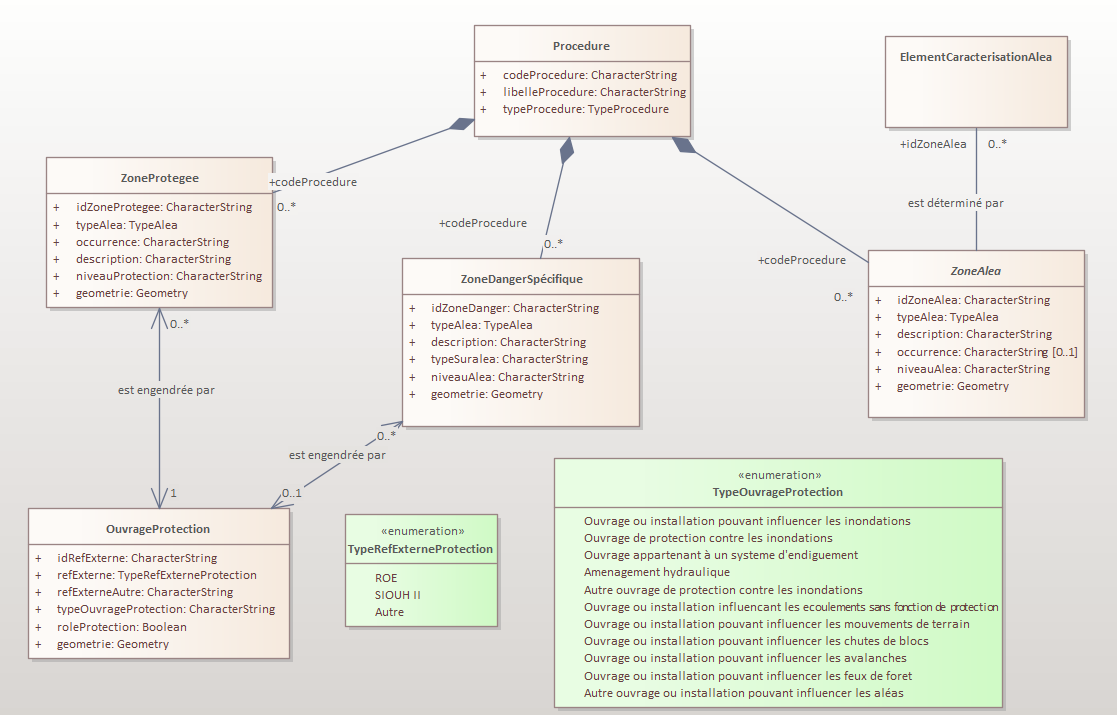 Procedure
+ codeProcedure: CharacterString
+ libelleProcedure: CharacterString
+ typeProcedure: TypeProcedure
ElementCaracterisationAlea
+idZoneAlea 0..*
est déterminé par
ZoneProtegee
+ idZoneProtegee: CharacterString
+ typeAlea: TypeAlea
+ occurrence: CharacterString
+ description: CharacterString
+ niveauProtection: CharacterString
+ geometrie: Geometry
+codeProcedure
0..*
+codeProcedure
0..*
+codeProcedure
0..*
ZoneDangerSpécifique
+ idZoneDanger: CharacterString
+ typeAlea: TypeAlea
+ description: CharacterString
+ typeSuralea: CharacterString
+ niveauAlea: CharacterString
+ geometrie: Geometry
ZoneAlea
+ idZoneAlea: CharacterString
+ typeAlea: TypeAlea
+ description: CharacterString
+ occurrence: CharacterString [0..1]
+ niveauAlea: CharacterString
+ geometrie: Geometry
0..*
est engendrée par
1
0..*
est engendrée par
0..1
OuvrageProtection
+ idRefExterne: CharacterString
+ refExterne: TypeRefExterneProtection
+ refExterneAutre: CharacterString
+ typeOuvrageProtection: CharacterString
+ roleProtection: Boolean
+ geometrie: Geometry
«enumeration»
TypeRefExterneProtection
ROE
SIOUH II
Autre
«enumeration»
TypeOuvrageProtection
Ouvrage ou installation pouvant influencer les inondations
Ouvrage de protection contre les inondations
Ouvrage appartenant à un systeme d'endiguement
Amenagement hydraulique
Autre ouvrage de protection contre les inondations
Ouvrage ou installation influencant les ecoulements sans fonction de protection
Ouvrage ou installation pouvant influencer les mouvements de terrain
Ouvrage ou installation pouvant influencer les chutes de blocs
Ouvrage ou installation pouvant influencer les avalanches
Ouvrage ou installation pouvant influencer les feux de foret
Autre ouvrage ou installation pouvant influencer les aléas